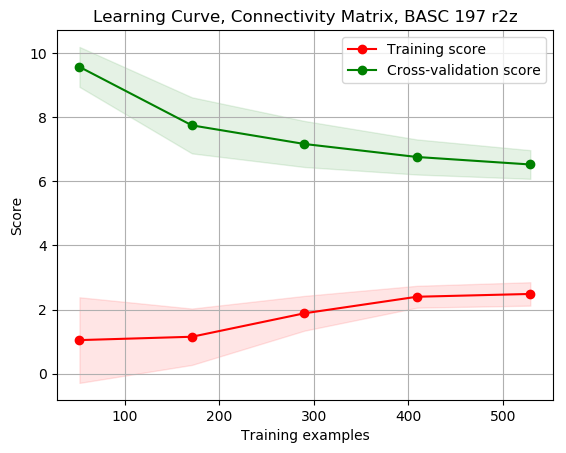 Learning Curve, Connectivity Matrix, BASC 197 r2z
Training score
Cross-validation score
10
8
6
4
2
0
Score
100 200 300 400 500
Training examples